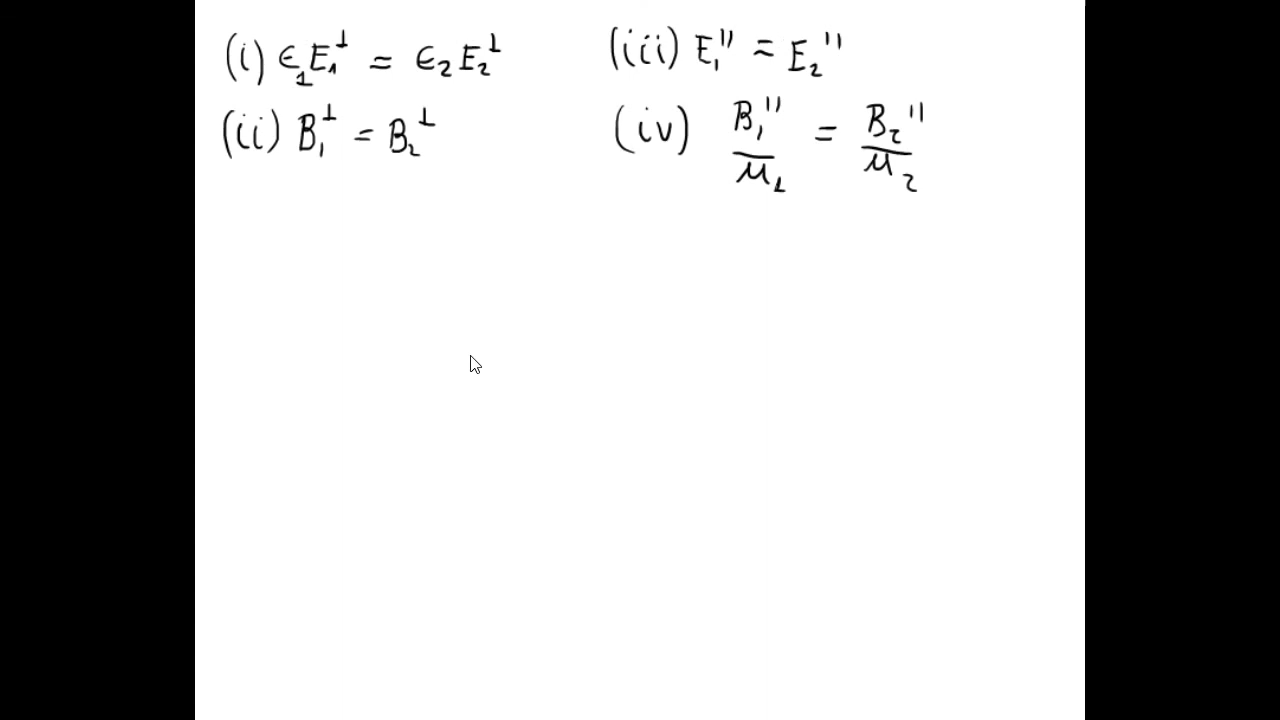 (i) ϵ₁E₁^⊥ = ϵ₂E₂^⊥
(ii) B₁^⊥ = B₂^⊥
(iii) E₁^∥ = E₂^∥
(iv) B₁^∥/μ₁ = B₂^∥/μ₂